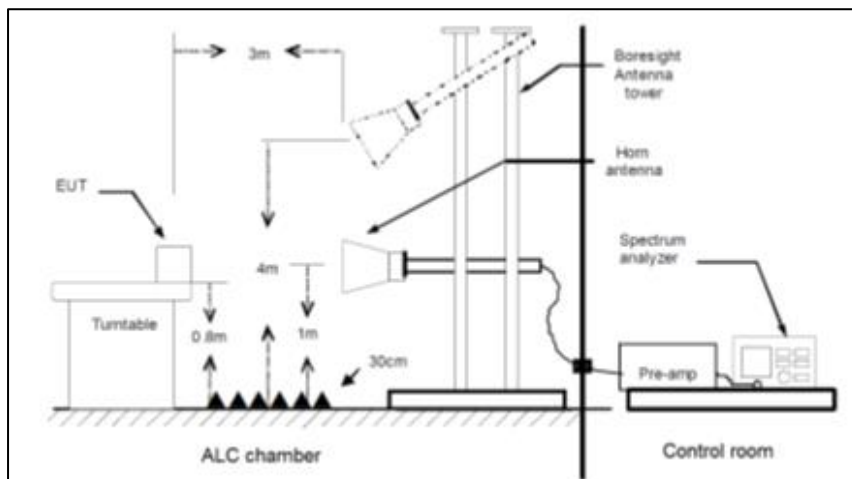 3m
Boresight
Antenna
tower
Horn
antenna
EUT
Spectrum
analyzer
4m
Turntable
0.8m
1m
30cm
Pre-amp
ALC chamber
Control room